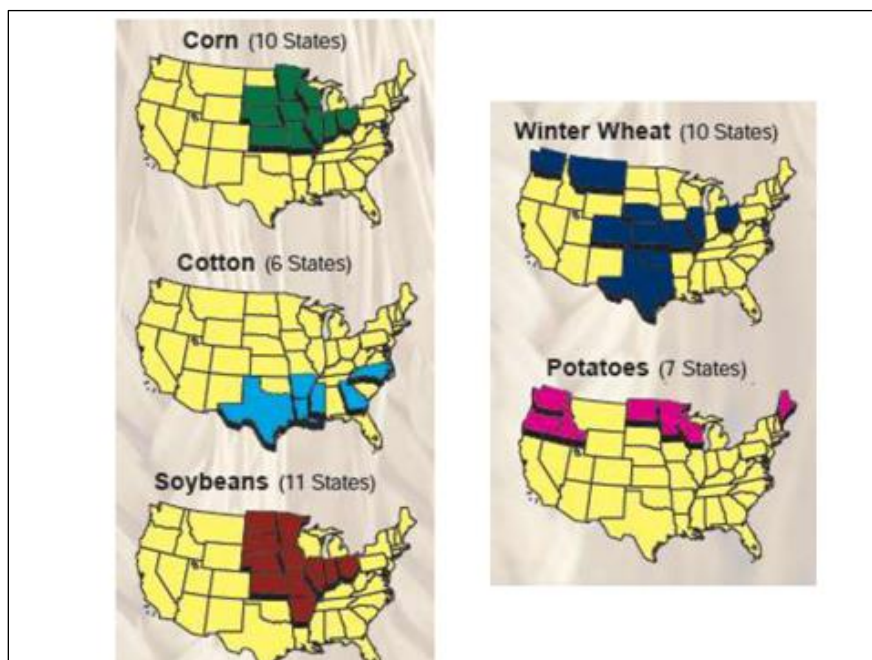 Corn (10 States)
Cotton (6 States)
Soybeans (11 States)
Winter Wheat (10 States)
Potatoes (7 States)